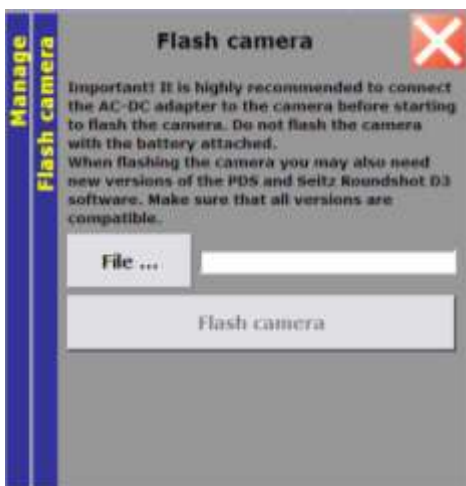 Manage
Flash camera
Flash camera
Important! It is highly recommended to connect
the AC-DC adapter to the camera before starting
to flash the camera. Do not flash the camera
with the battery attached.
When flashing the camera you may also need
new versions of the PDS and Seitz Roundshot D3
software. Make sure that all versions are
compatible.
File ...
Flash camera